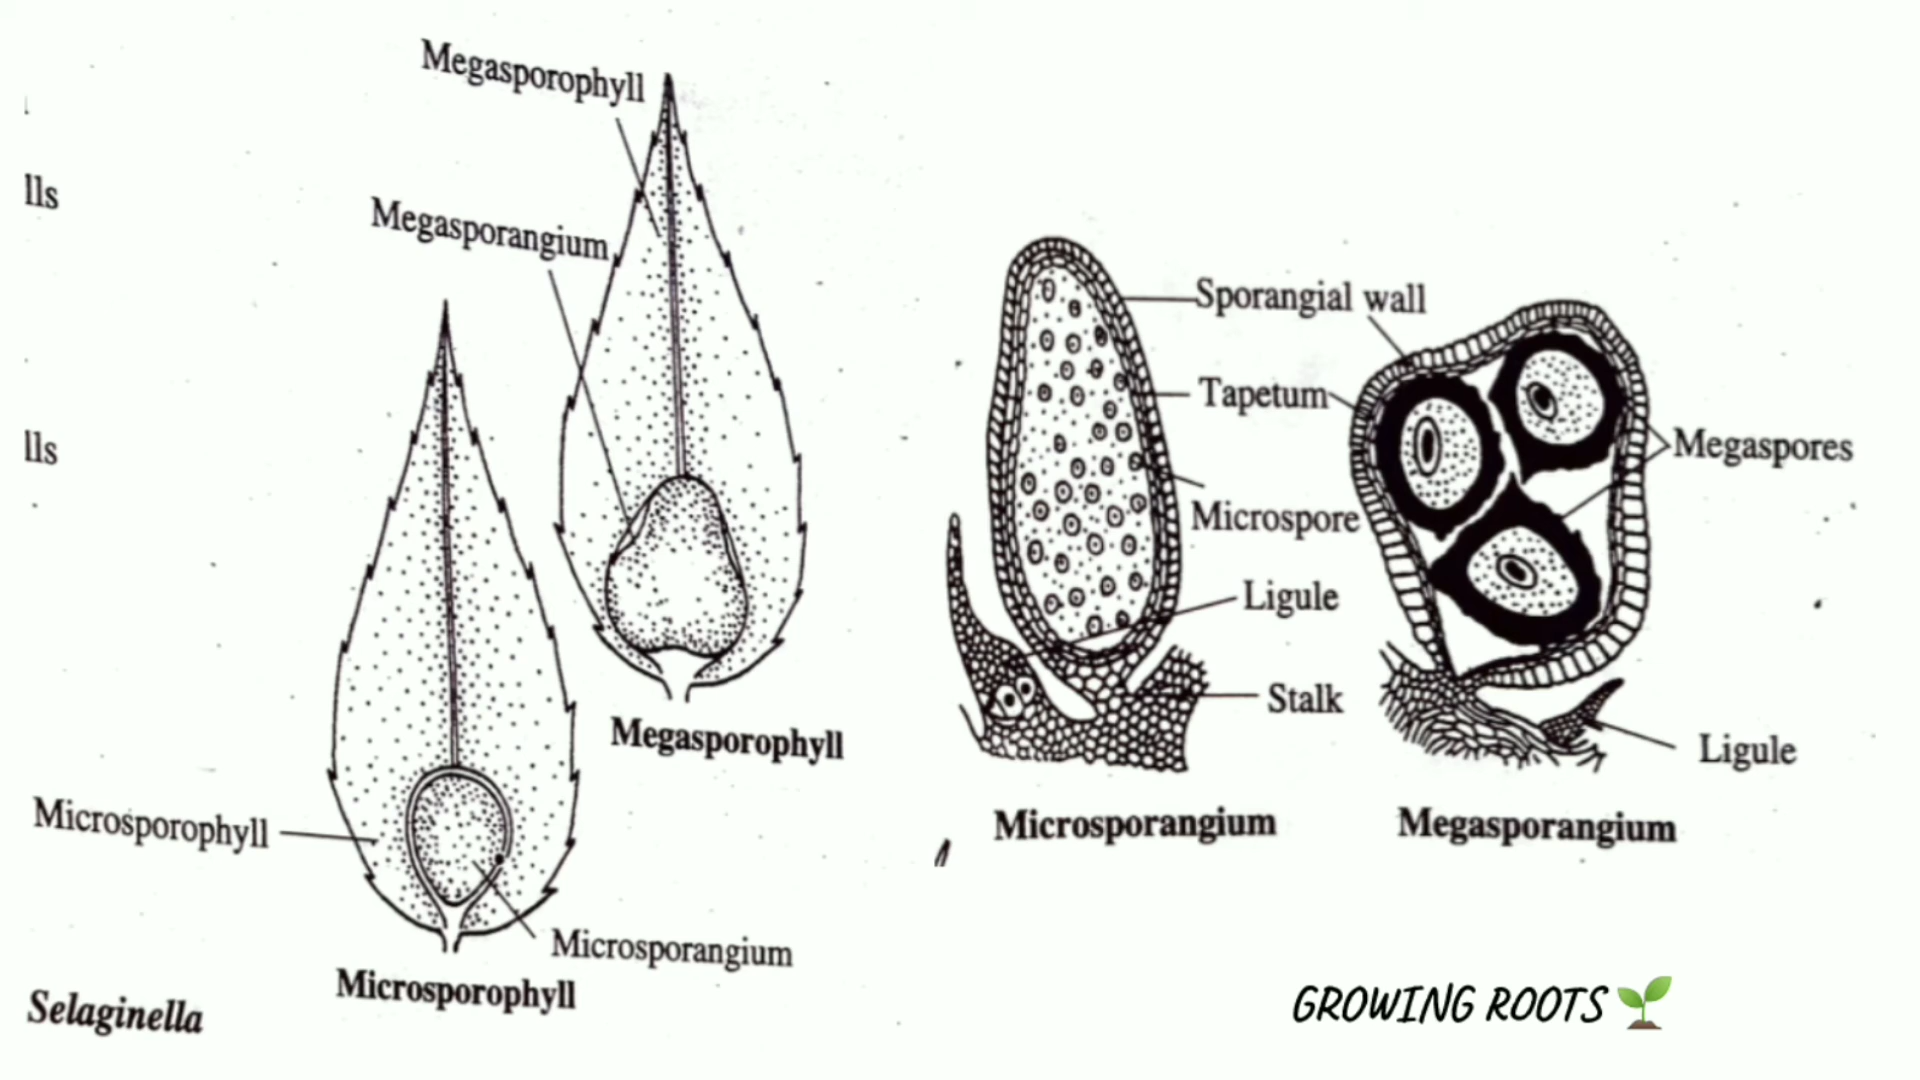 Megasporophyll
lls
Megasporangium
Sporangial wall
Tapetum
lls
Megaspores
Microspore
Ligule
Stalk
Megasporophyll
Ligule
Microsporophyll
Microsporangium
Megasporangium
Microsporangium
Microsporophyll
Selaginella
GROWING ROOTS